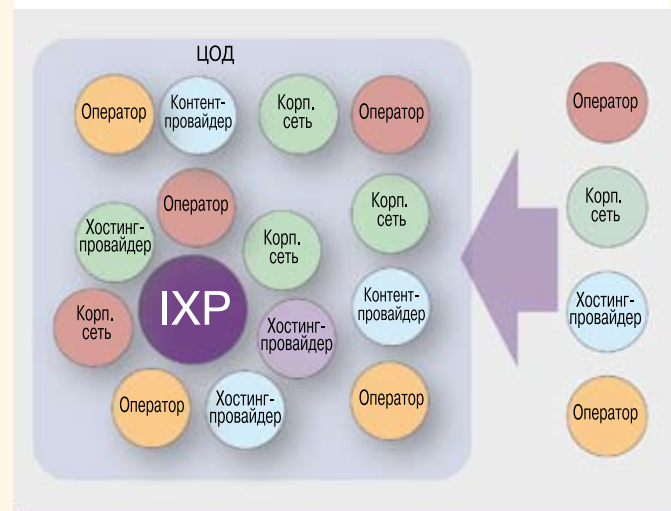 ЦОД
Оператор
Контент-
провайдер
Корп.
сеть
Оператор
Оператор
Хостинг-
провайдер
Оператор
Корп.
сеть
Корп.
сеть
Корп.
сеть
IXP
Контент-
провайдер
Хостинг-
провайдер
Корп.
сеть
Хостинг-
провайдер
Оператор
Хостинг-
провайдер
Оператор
Оператор